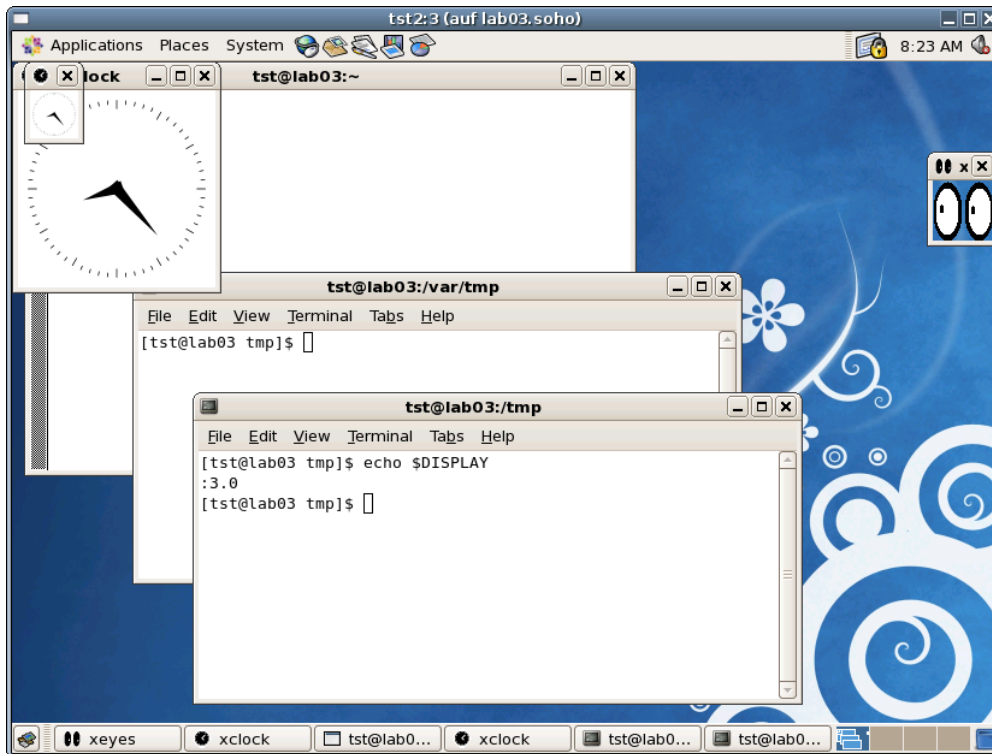 tst2:3 (auf lab03.soho)
Applications Places System 8:23 AM
lock tst@lab03:~
x
tst@lab03:/var/tmp
File Edit View Terminal Tabs Help
[tst@lab03 tmp]$
tst@lab03:/tmp
File Edit View Terminal Tabs Help
[tst@lab03 tmp]$ echo $DISPLAY
:3.0
[tst@lab03 tmp]$
xeyes xclock tst@lab0... xclock tst@lab0... tst@lab0...